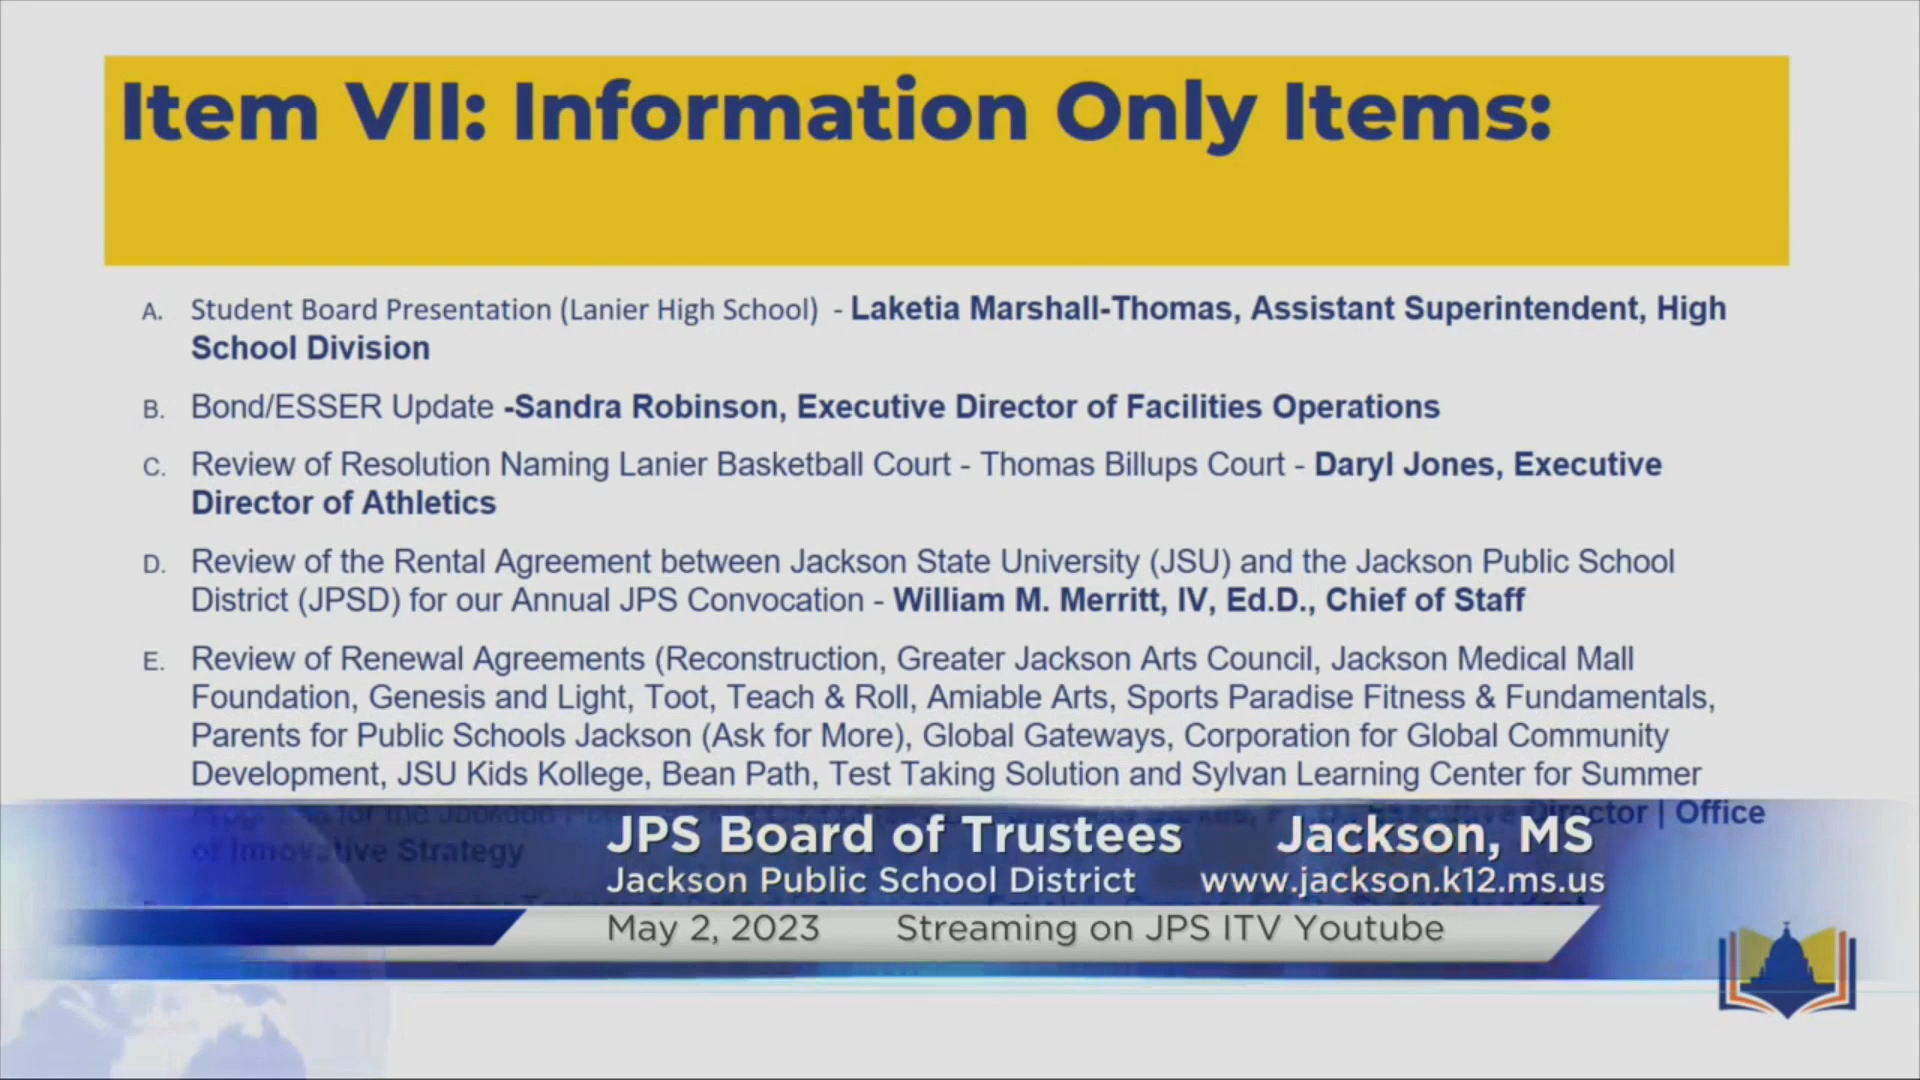 Item VII: Information Only Items:
A. Student Board Presentation (Lanier High School) - Laketia Marshall-Thomas, Assistant Superintendent, High
School Division
B. Bond/ESSER Update -Sandra Robinson, Executive Director of Facilities Operations
C. Review of Resolution Naming Lanier Basketball Court - Thomas Billups Court - Daryl Jones, Executive
Director of Athletics
D. Review of the Rental Agreement between Jackson State University (JSU) and the Jackson Public School
District (JPSD) for our Annual JPS Convocation - William M. Merritt, IV, Ed.D., Chief of Staff
E. Review of Renewal Agreements (Reconstruction, Greater Jackson Arts Council, Jackson Medical Mall
Foundation, Genesis and Light, Toot, Teach & Roll, Amiable Arts, Sports Paradise Fitness & Fundamentals,
Parents for Public Schools Jackson (Ask for More), Global Gateways, Corporation for Global Community
Development, JSU Kids Kollege, Bean Path, Test Taking Solution and Sylvan Learning Center for Summer
for the Director | Office
of Innovative Strategy
JPS Board of Trustees Jackson, MS
Jackson Public School District www.jackson.k12.ms.us
May 2, 2023 Streaming on JPS ITV Youtube